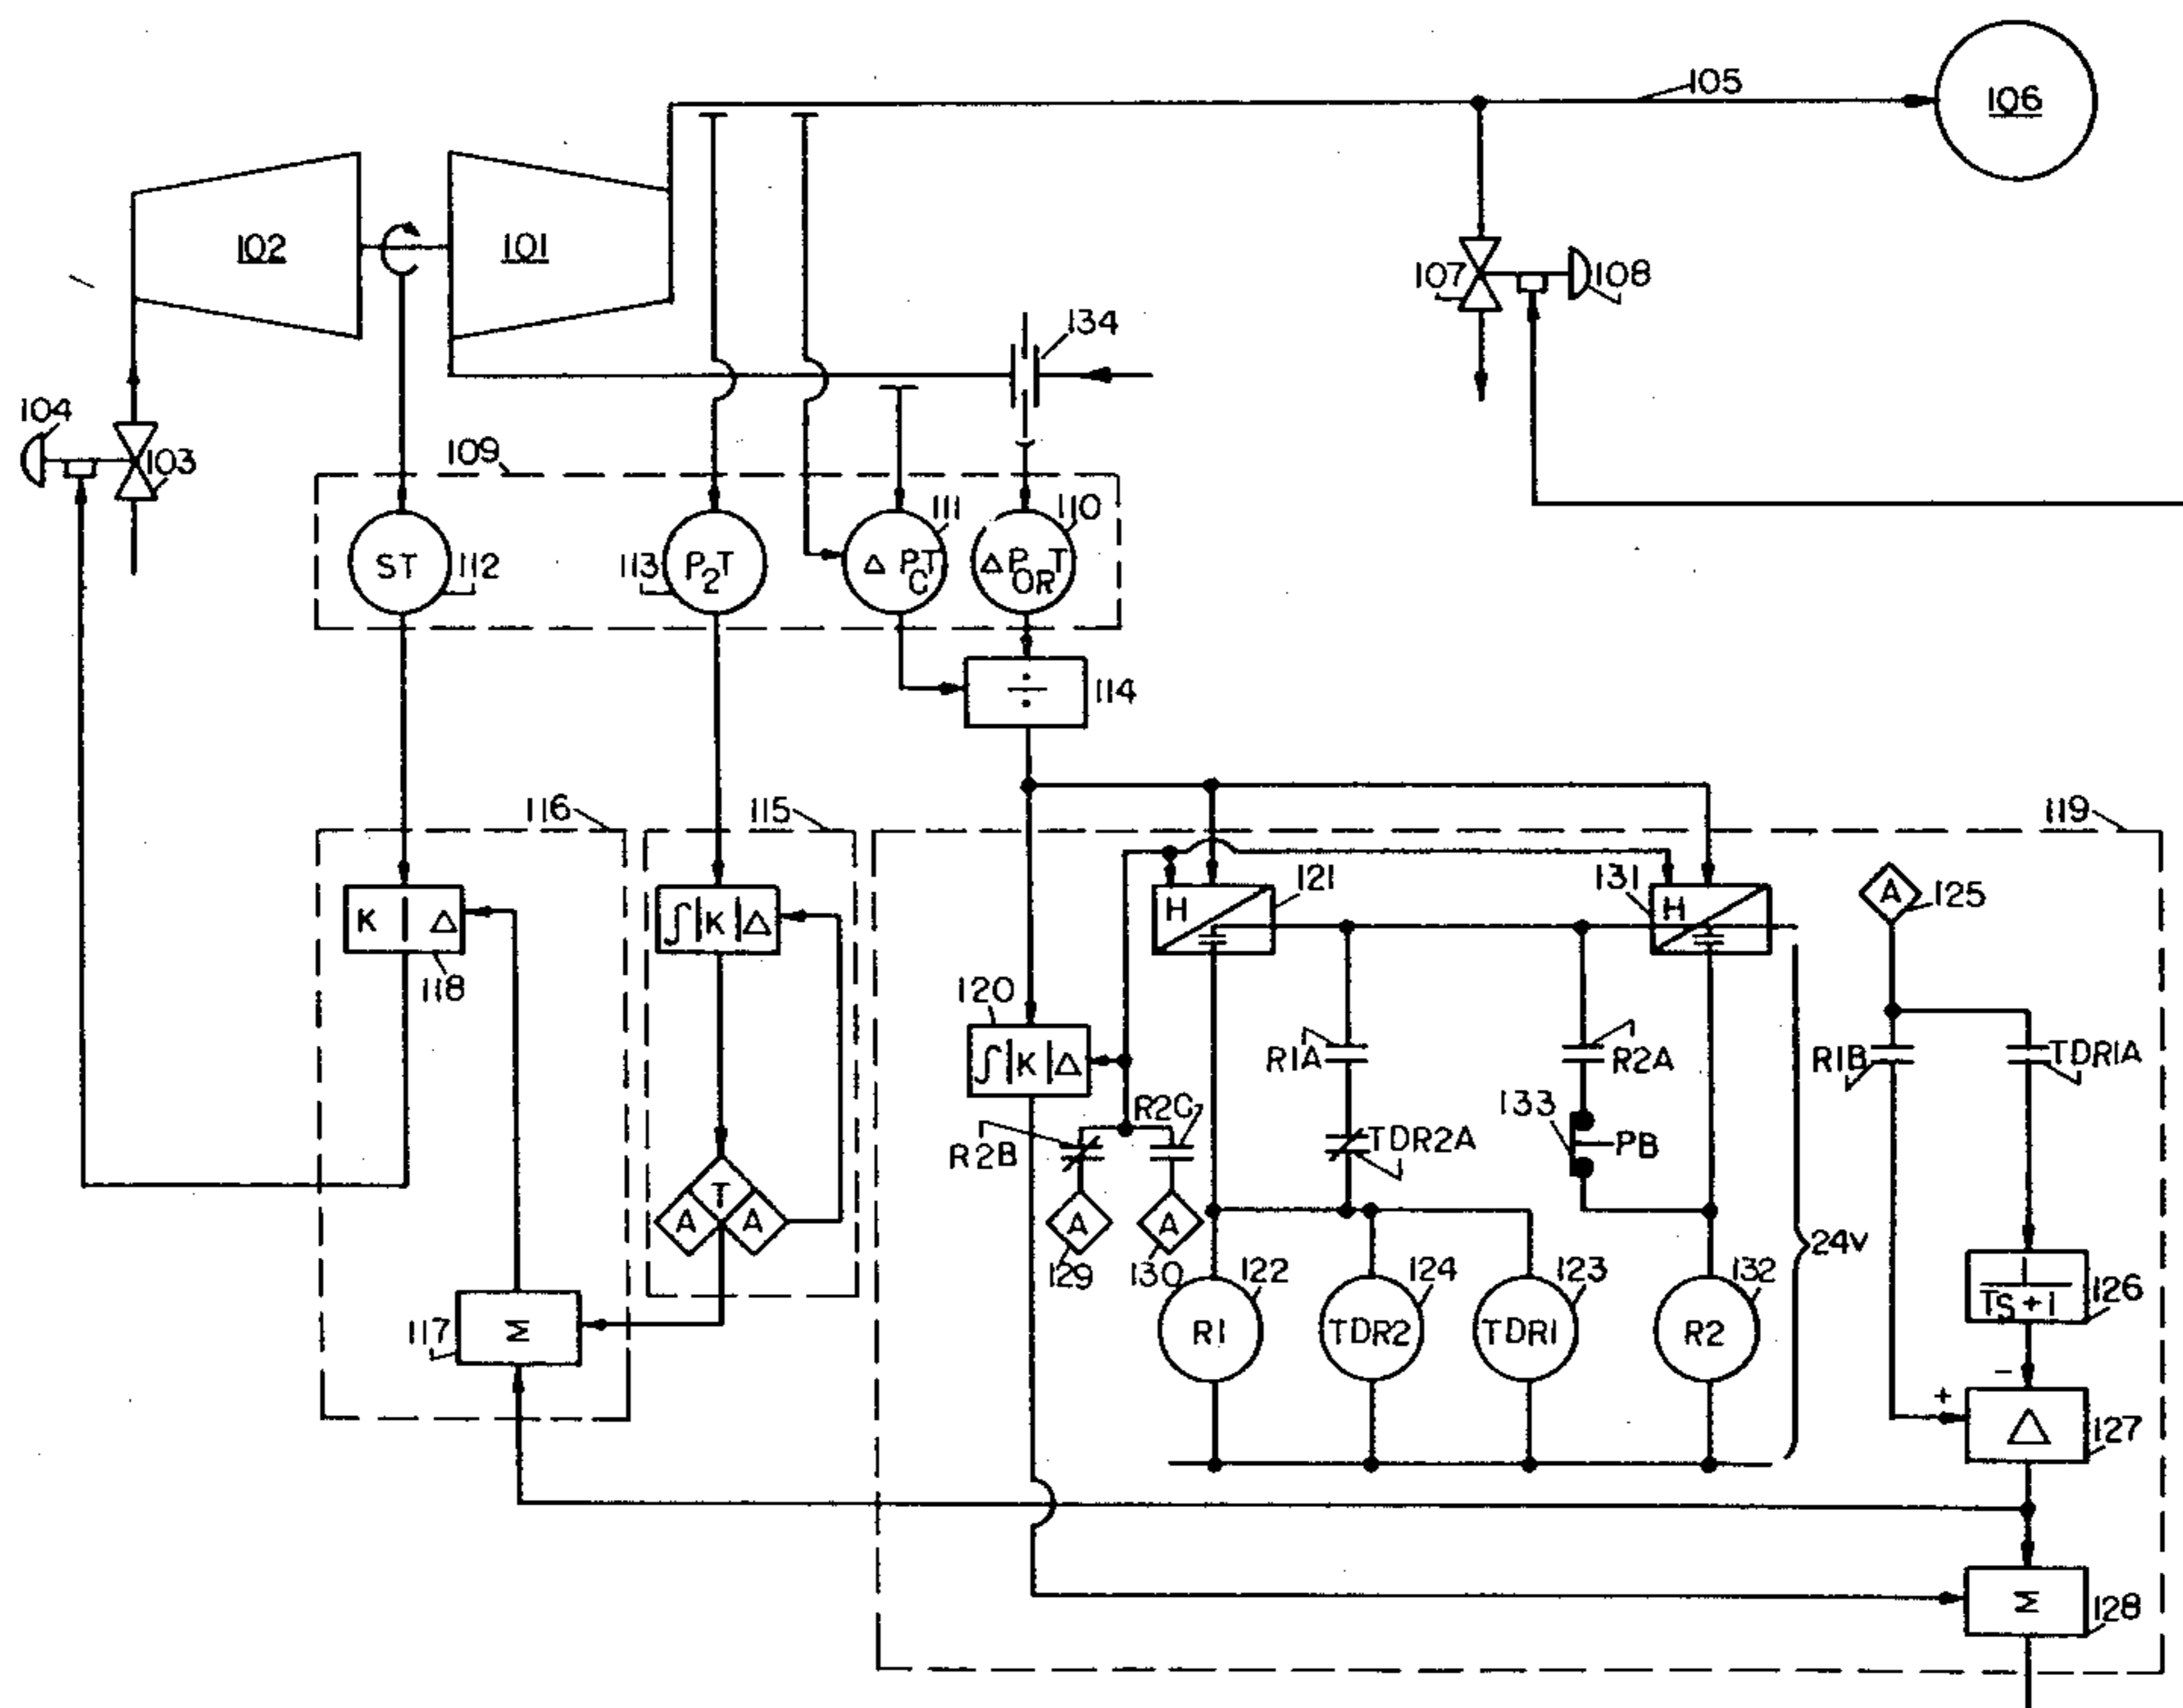 105
106
102
101
107
108
134
104
103
109
111
110
ST
112
113
P2T
Δ PCT
Δ PORT
÷
114
116
115
119
K | Δ
118
∫|K|Δ
H
121
131
H
A
125
120
∫|K|Δ
R1A
R2A
R1B
TDR1A
R2C
133
R2B
TDR2A
PB
T
A
A
A
A
129
130
122
124
123
132
24V
1
TS+1
126
117
Σ
R1
TDR2
TDR1
R2
−
+
Δ
127
Σ
128